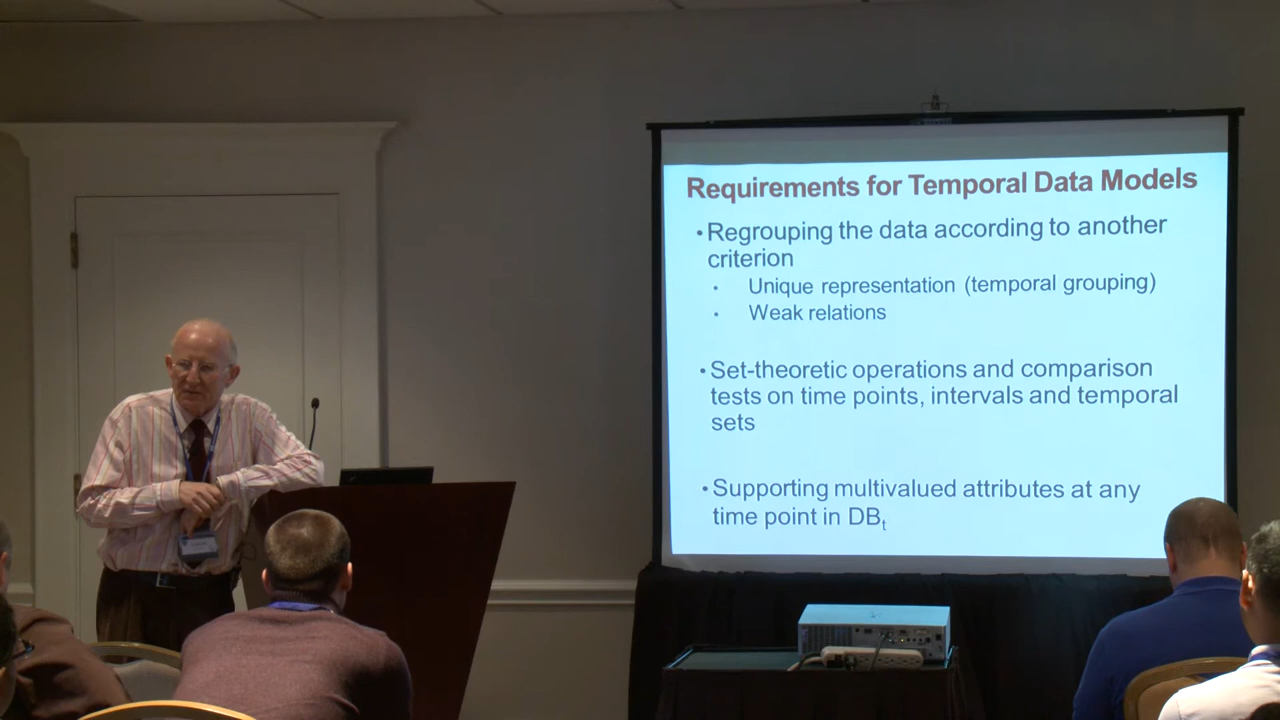 Requirements for Temporal Data Models
• Regrouping the data according to another
criterion
• Unique representation (temporal grouping)
• Weak relations
• Set-theoretic operations and comparison
tests on time points, intervals and temporal
sets
• Supporting multivalued attributes at any
time point in DBt